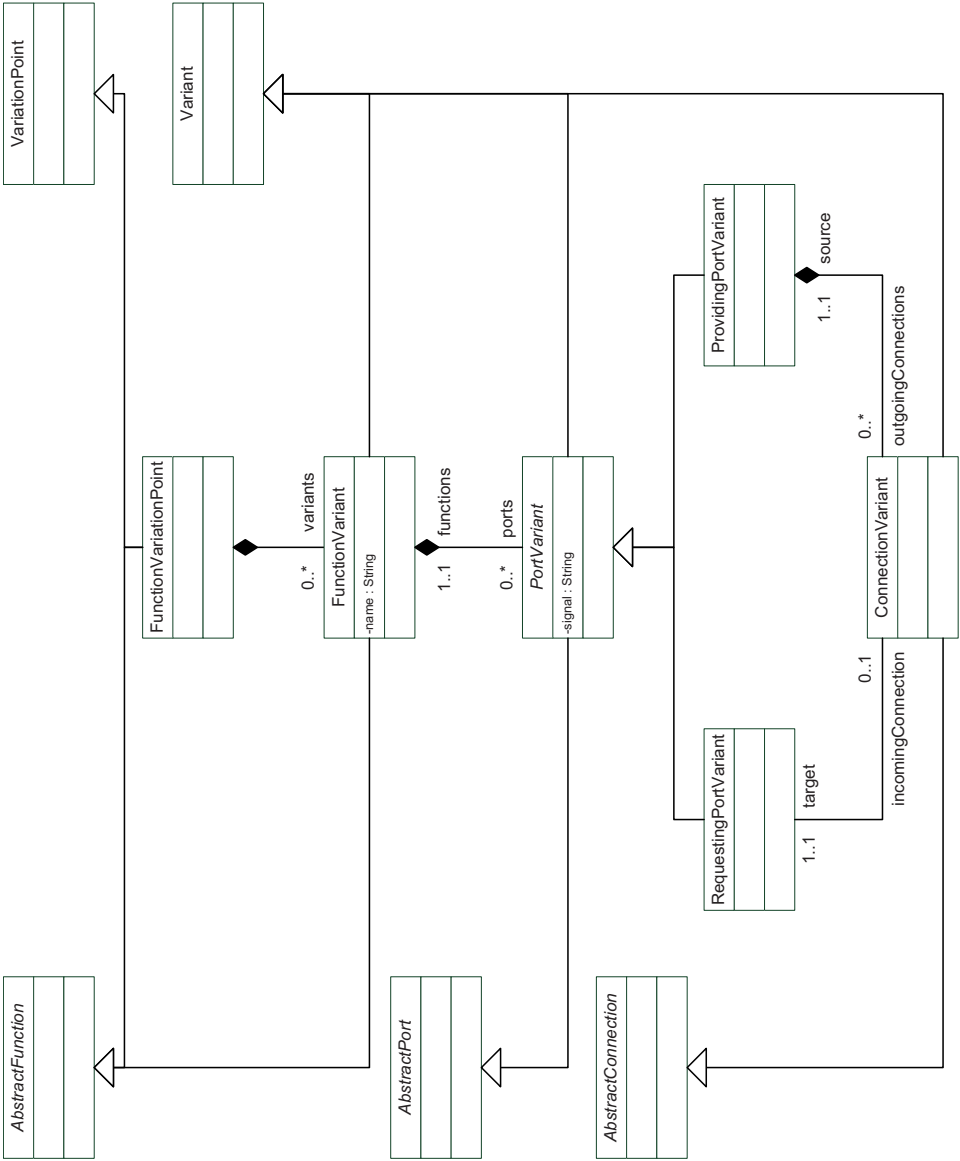 AbstractFunction
VariationPoint
FunctionVariationPoint
Variant
0..*
variants
FunctionVariant
-name : String
AbstractPort
1..1
functions
0..*
ports
PortVariant
-signal : String
AbstractConnection
RequestingPortVariant
ProvidingPortVariant
1..1
target
1..1
source
0..1
incomingConnection
0..*
outgoingConnections
ConnectionVariant